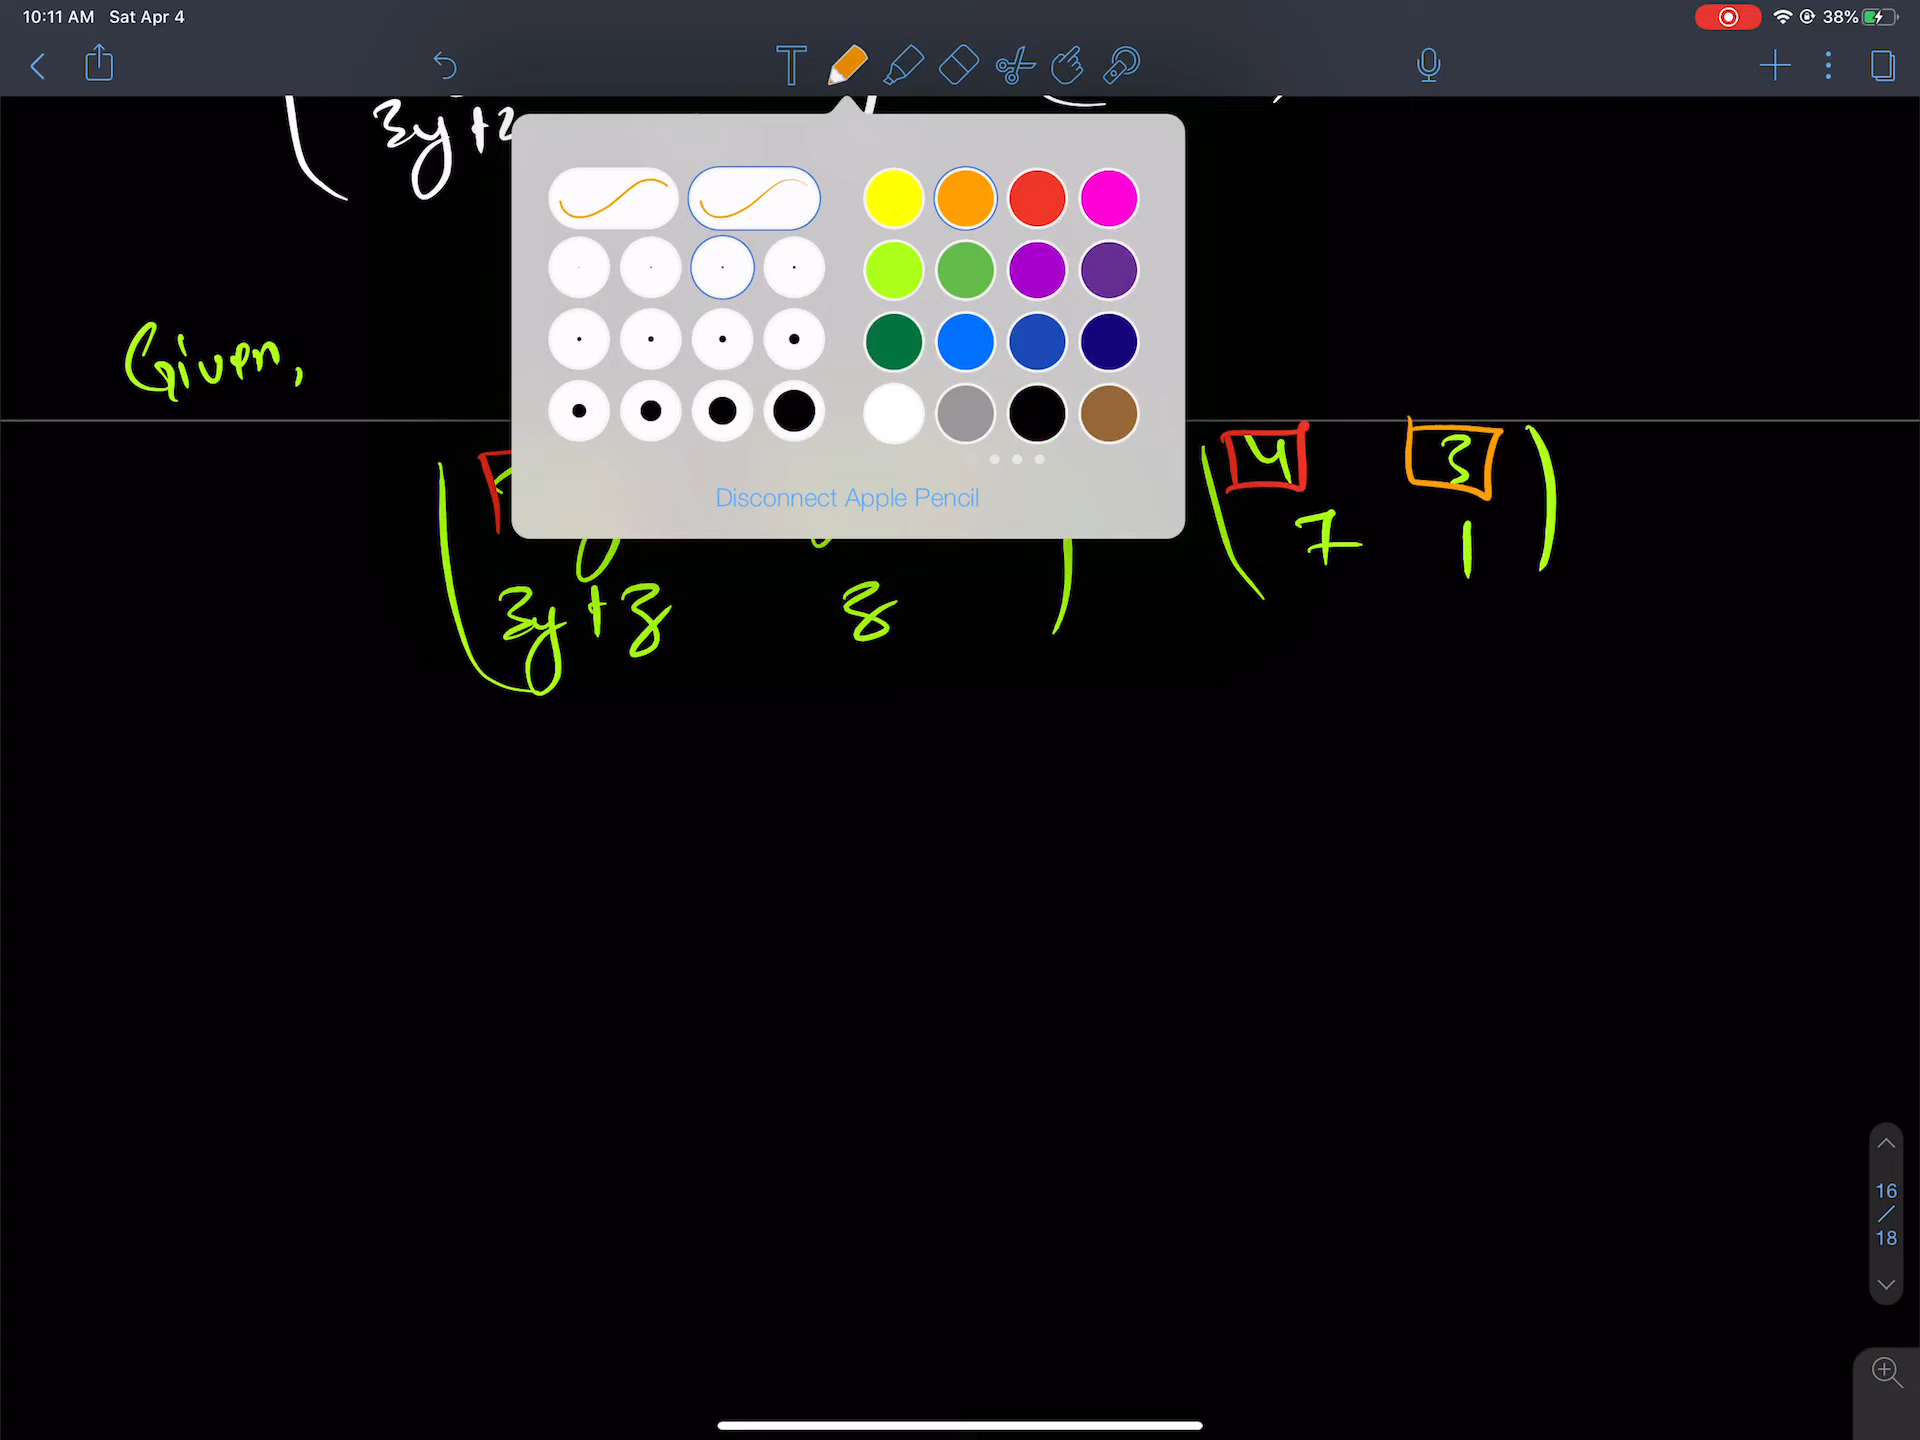 10:11 AM Sat Apr 4 38%
3y+
Given,
4 3
Disconnect Apple Pencil
7 1
3y+z 8
16
/
18